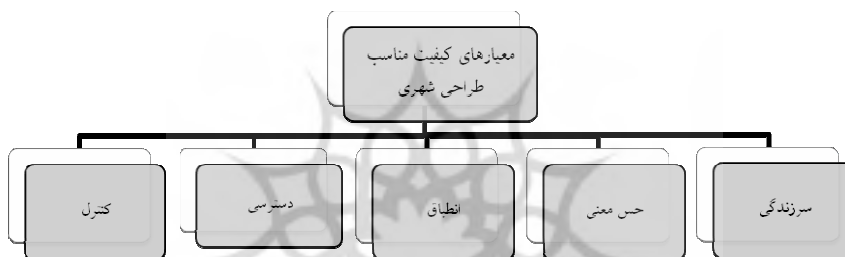 معیارهای کیفیت مناسب
طراحی شهری
سرزندگی
حس معنی
انطباق
دسترسی
کنترل